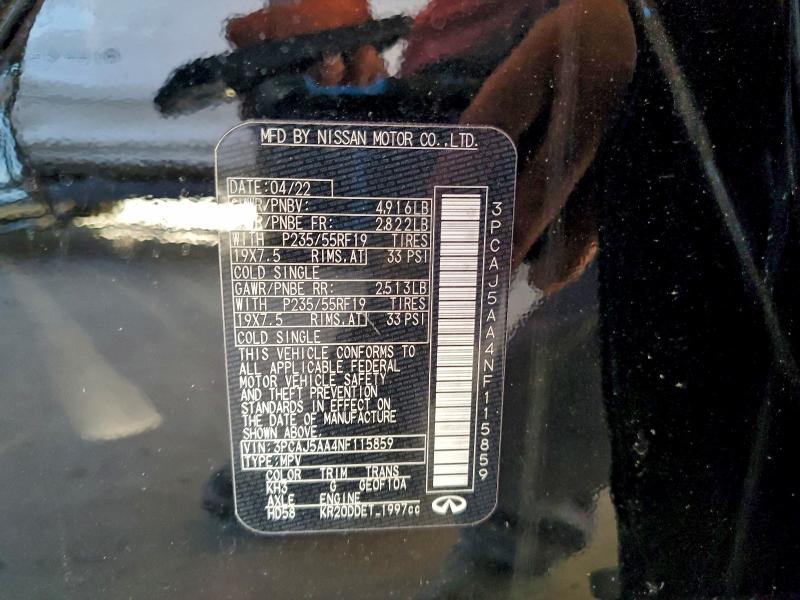 MFD BY NISSAN MOTOR CO.,LTD.
DATE:04/22
GVWR/PNBV: 4,916LB
GAWR/PNBE FR: 2,822LB
WITH P235/55RF19 TIRES
19X7.5 RIMS.AT 33 PSI
COLD SINGLE
GAWR/PNBE RR: 2,513LB
WITH P235/55RF19 TIRES
19X7.5 RIMS.AT 33 PSI
COLD SINGLE
THIS VEHICLE CONFORMS TO
ALL APPLICABLE FEDERAL
MOTOR VEHICLE SAFETY
AND THEFT PREVENTION
STANDARDS IN EFFECT ON
THE DATE OF MANUFACTURE
SHOWN ABOVE.
VIN:3PCAJ5AA4NF115859
TYPE:MPV
COLOR TRIM TRANS
KH3 G GE0F10A
AXLE ENGINE
HD58 KR20DDET_1997cc
3PCAJ5AA4NF115859